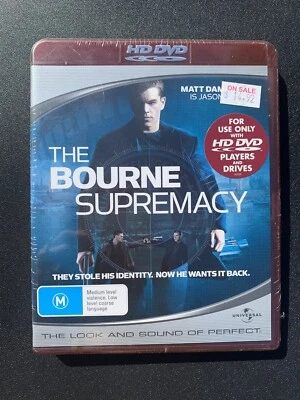 HD DVD
MATT DAM
IS JASON
ON SALE
FOR
USE ONLY
WITH
HD DVD
PLAYERS
AND
DRIVES
THE
BOURNE
SUPREMACY
THEY STOLE HIS IDENTITY. NOW HE WANTS IT BACK.
M
Medium level
violence, Low
level coarse
language
UNIVERSAL
THE LOOK AND SOUND OF PERFECT.